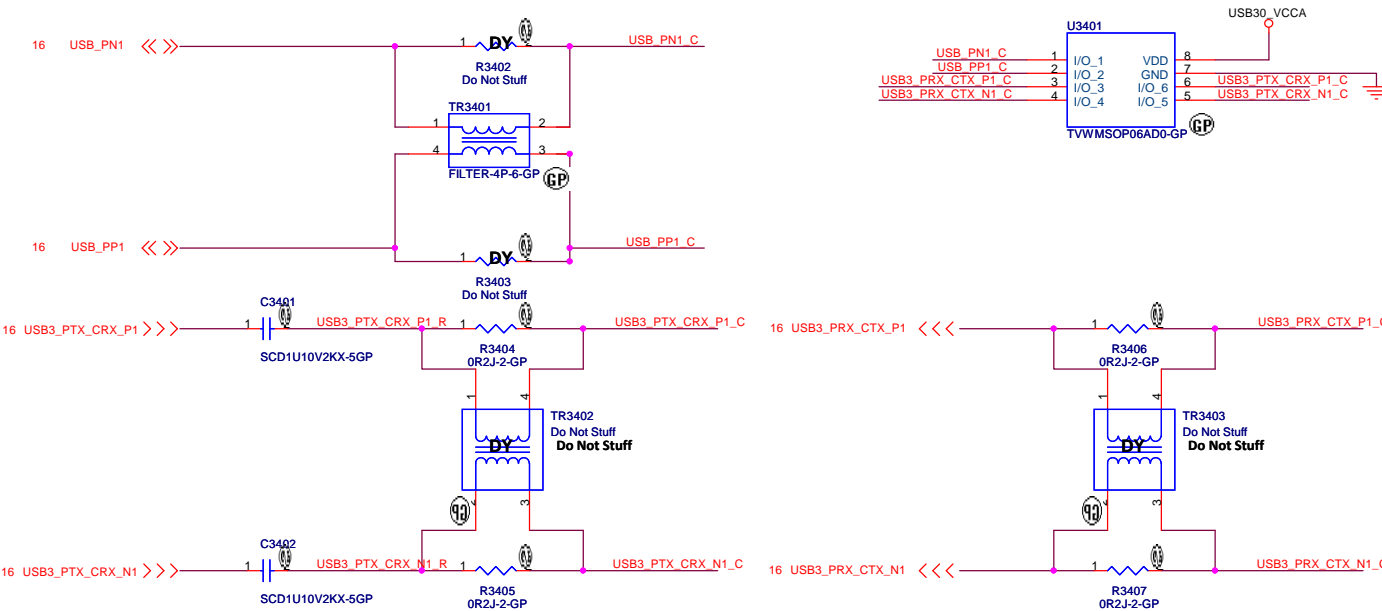 16 USB_PN1
1 DY 2
USB_PN1_C
R3402
Do Not Stuff
TR3401
1 2
4 3
FILTER-4P-6-GP
GP
16 USB_PP1
USB_PP1_C
1 DY 2
R3403
Do Not Stuff
U3401
USB30_VCCA
USB_PN1_C 1 I/O_1 VDD 8
USB_PP1_C 2 I/O_2 GND 7
USB3_PRX_CTX_P1_C 3 I/O_3 I/O_6 6 USB3_PTX_CRX_P1_C
USB3_PRX_CTX_N1_C 4 I/O_4 I/O_5 5 USB3_PTX_CRX_N1_C
TVWMSOP06AD0-GP
GP
C3401
16 USB3_PTX_CRX_P1 1 2 USB3_PTX_CRX_P1_R 1 2 USB3_PTX_CRX_P1_C
SCD1U10V2KX-5GP
R3404
0R2J-2-GP
1 4
TR3402
Do Not Stuff
DY
Do Not Stuff
GP
2 3
C3402
16 USB3_PTX_CRX_N1 1 2 USB3_PTX_CRX_N1_R 1 2 USB3_PTX_CRX_N1_C
SCD1U10V2KX-5GP
R3405
0R2J-2-GP
16 USB3_PRX_CTX_P1 1 2 USB3_PRX_CTX_P1_C
R3406
0R2J-2-GP
1 4
TR3403
Do Not Stuff
DY
Do Not Stuff
GP
2 3
16 USB3_PRX_CTX_N1 1 2 USB3_PRX_CTX_N1_C
R3407
0R2J-2-GP